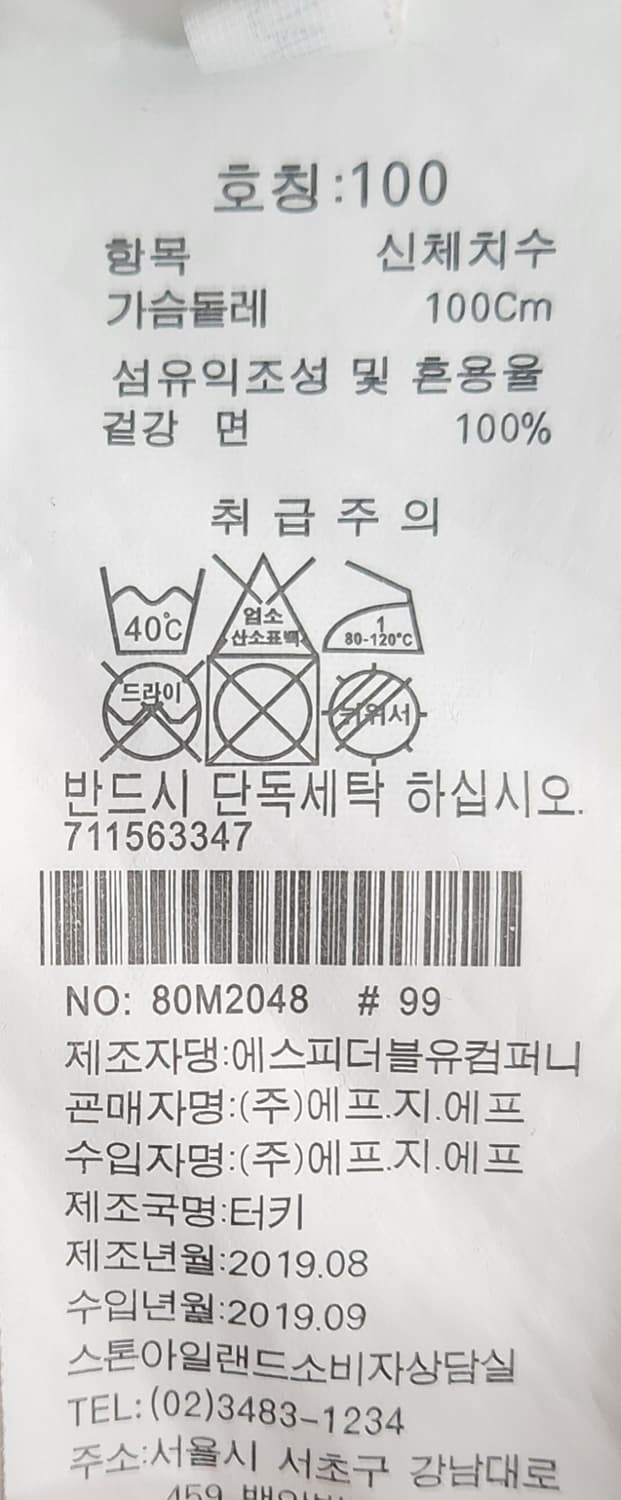 호칭:100
항목 신체치수
가슴둘레 100Cm
섬유의조성 및 혼용율
겉감 면 100%
취 급 주 의
40℃
염소
산소표백
1
80-120℃
드라이
반드시 단독세탁 하십시오.
711563347
NO: 80M2048 # 99
제조자명:에스피더블유컴퍼니
판매자명:(주)에프.지.에프
수입자명:(주)에프.지.에프
제조국명:터키
제조년월:2019.08
수입년월:2019.09
스톤아일랜드소비자상담실
TEL:(02)3483-1234
주소:서울시 서초구 강남대로
459